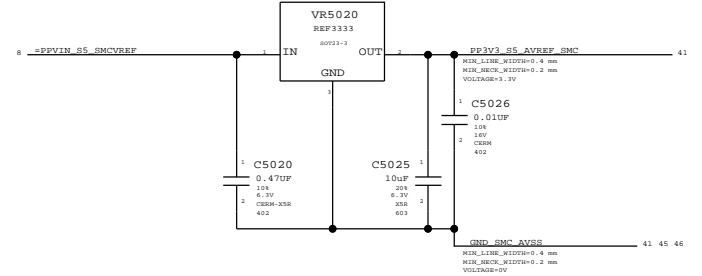 VR5020
REF3333
SOT23-3
8 =PPVIN_S5_SMCVREF
1 IN OUT 2
PP3V3_S5_AVREF_SMC 41
MIN_LINE_WIDTH=0.4 mm
MIN_NECK_WIDTH=0.2 mm
VOLTAGE=3.3V
GND
3
1 C5026
0.01UF
10%
16V
2 CERM
402
1 C5020
0.47UF
10%
6.3V
2 CERM-X5R
402
C5025 1
10uF
20%
6.3V
X5R 2
603
GND_SMC_AVSS 41 45 46
MIN_LINE_WIDTH=0.4 mm
MIN_NECK_WIDTH=0.2 mm
VOLTAGE=0V